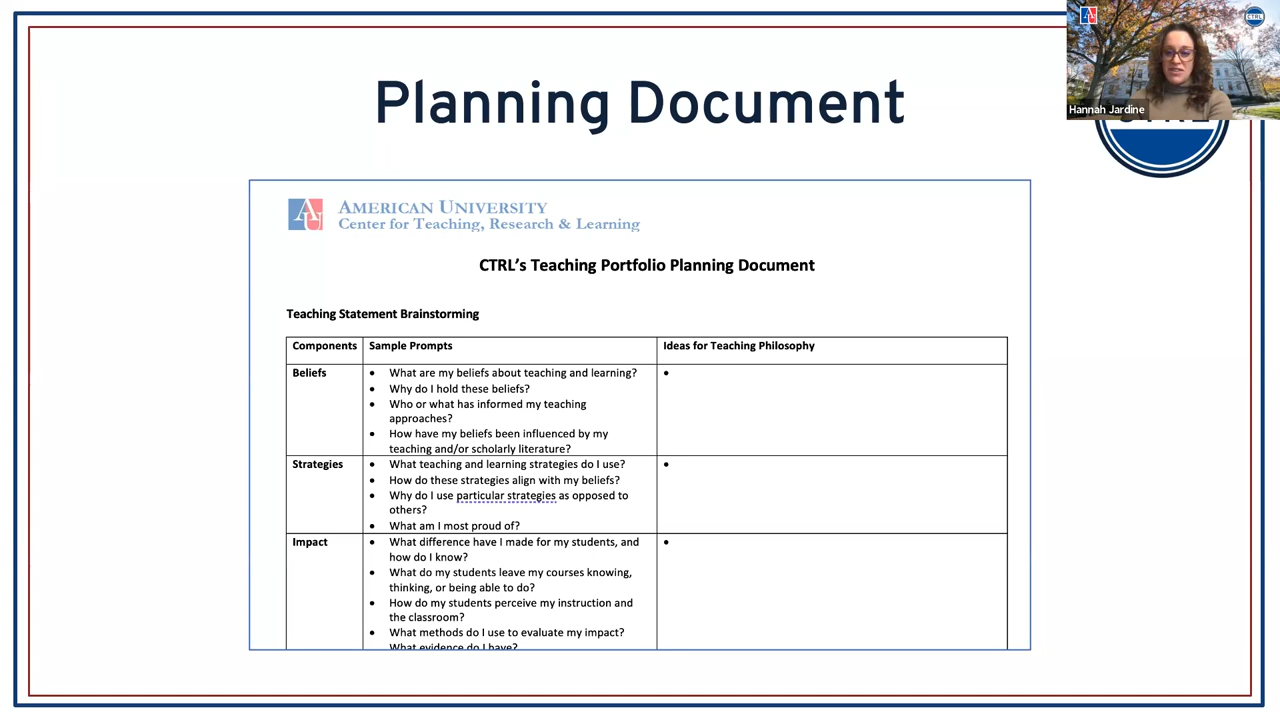 Planning Document
CTRL
Hannah Jardine
AU
AMERICAN UNIVERSITY
Center for Teaching, Research & Learning
CTRL's Teaching Portfolio Planning Document
Teaching Statement Brainstorming
Components Sample Prompts Ideas for Teaching Philosophy
Beliefs
• What are my beliefs about teaching and learning?
• Why do I hold these beliefs?
• Who or what has informed my teaching
approaches?
• How have my beliefs been influenced by my
teaching and/or scholarly literature?
•
Strategies
• What teaching and learning strategies do I use?
• How do these strategies align with my beliefs?
• Why do I use particular strategies as opposed to
others?
• What am I most proud of?
•
Impact
• What difference have I made for my students, and
how do I know?
• What do my students leave my courses knowing,
thinking, or being able to do?
• How do my students perceive my instruction and
the classroom?
• What methods do I use to evaluate my impact?
What evidence do I have?
•